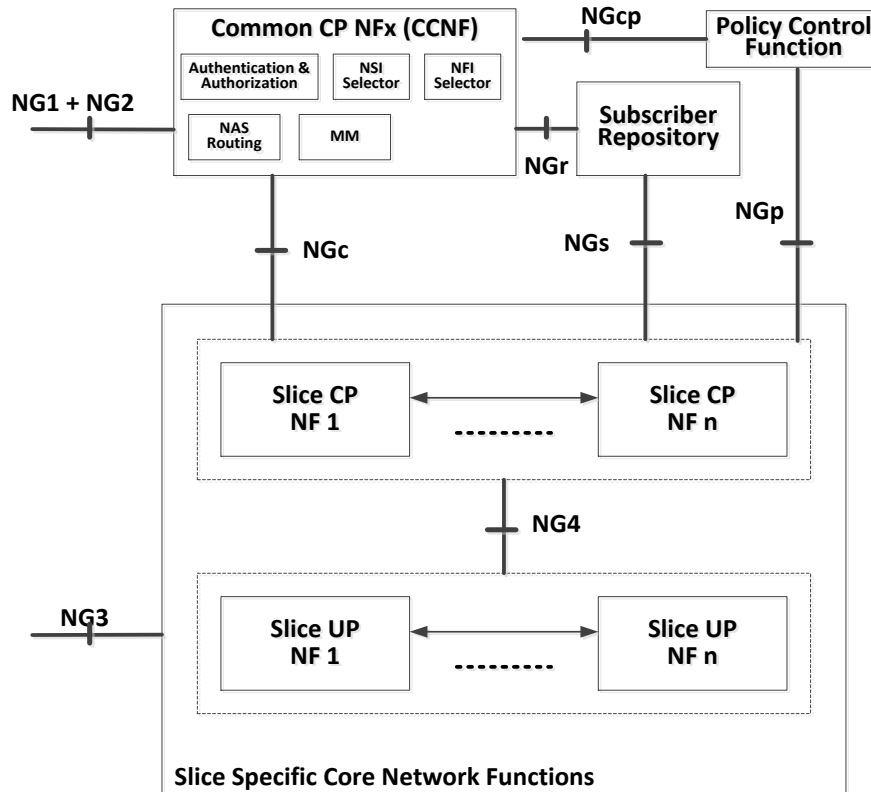 Common CP NFx (CCNF)
NGcp
Policy Control
Function
Authentication &
Authorization
NSI
Selector
NFI
Selector
NG1 + NG2
NAS
Routing
MM
Subscriber
Repository
NGr
NGc
NGs
NGp
Slice CP
NF 1
Slice CP
NF n
NG4
NG3
Slice UP
NF 1
Slice UP
NF n
Slice Specific Core Network Functions